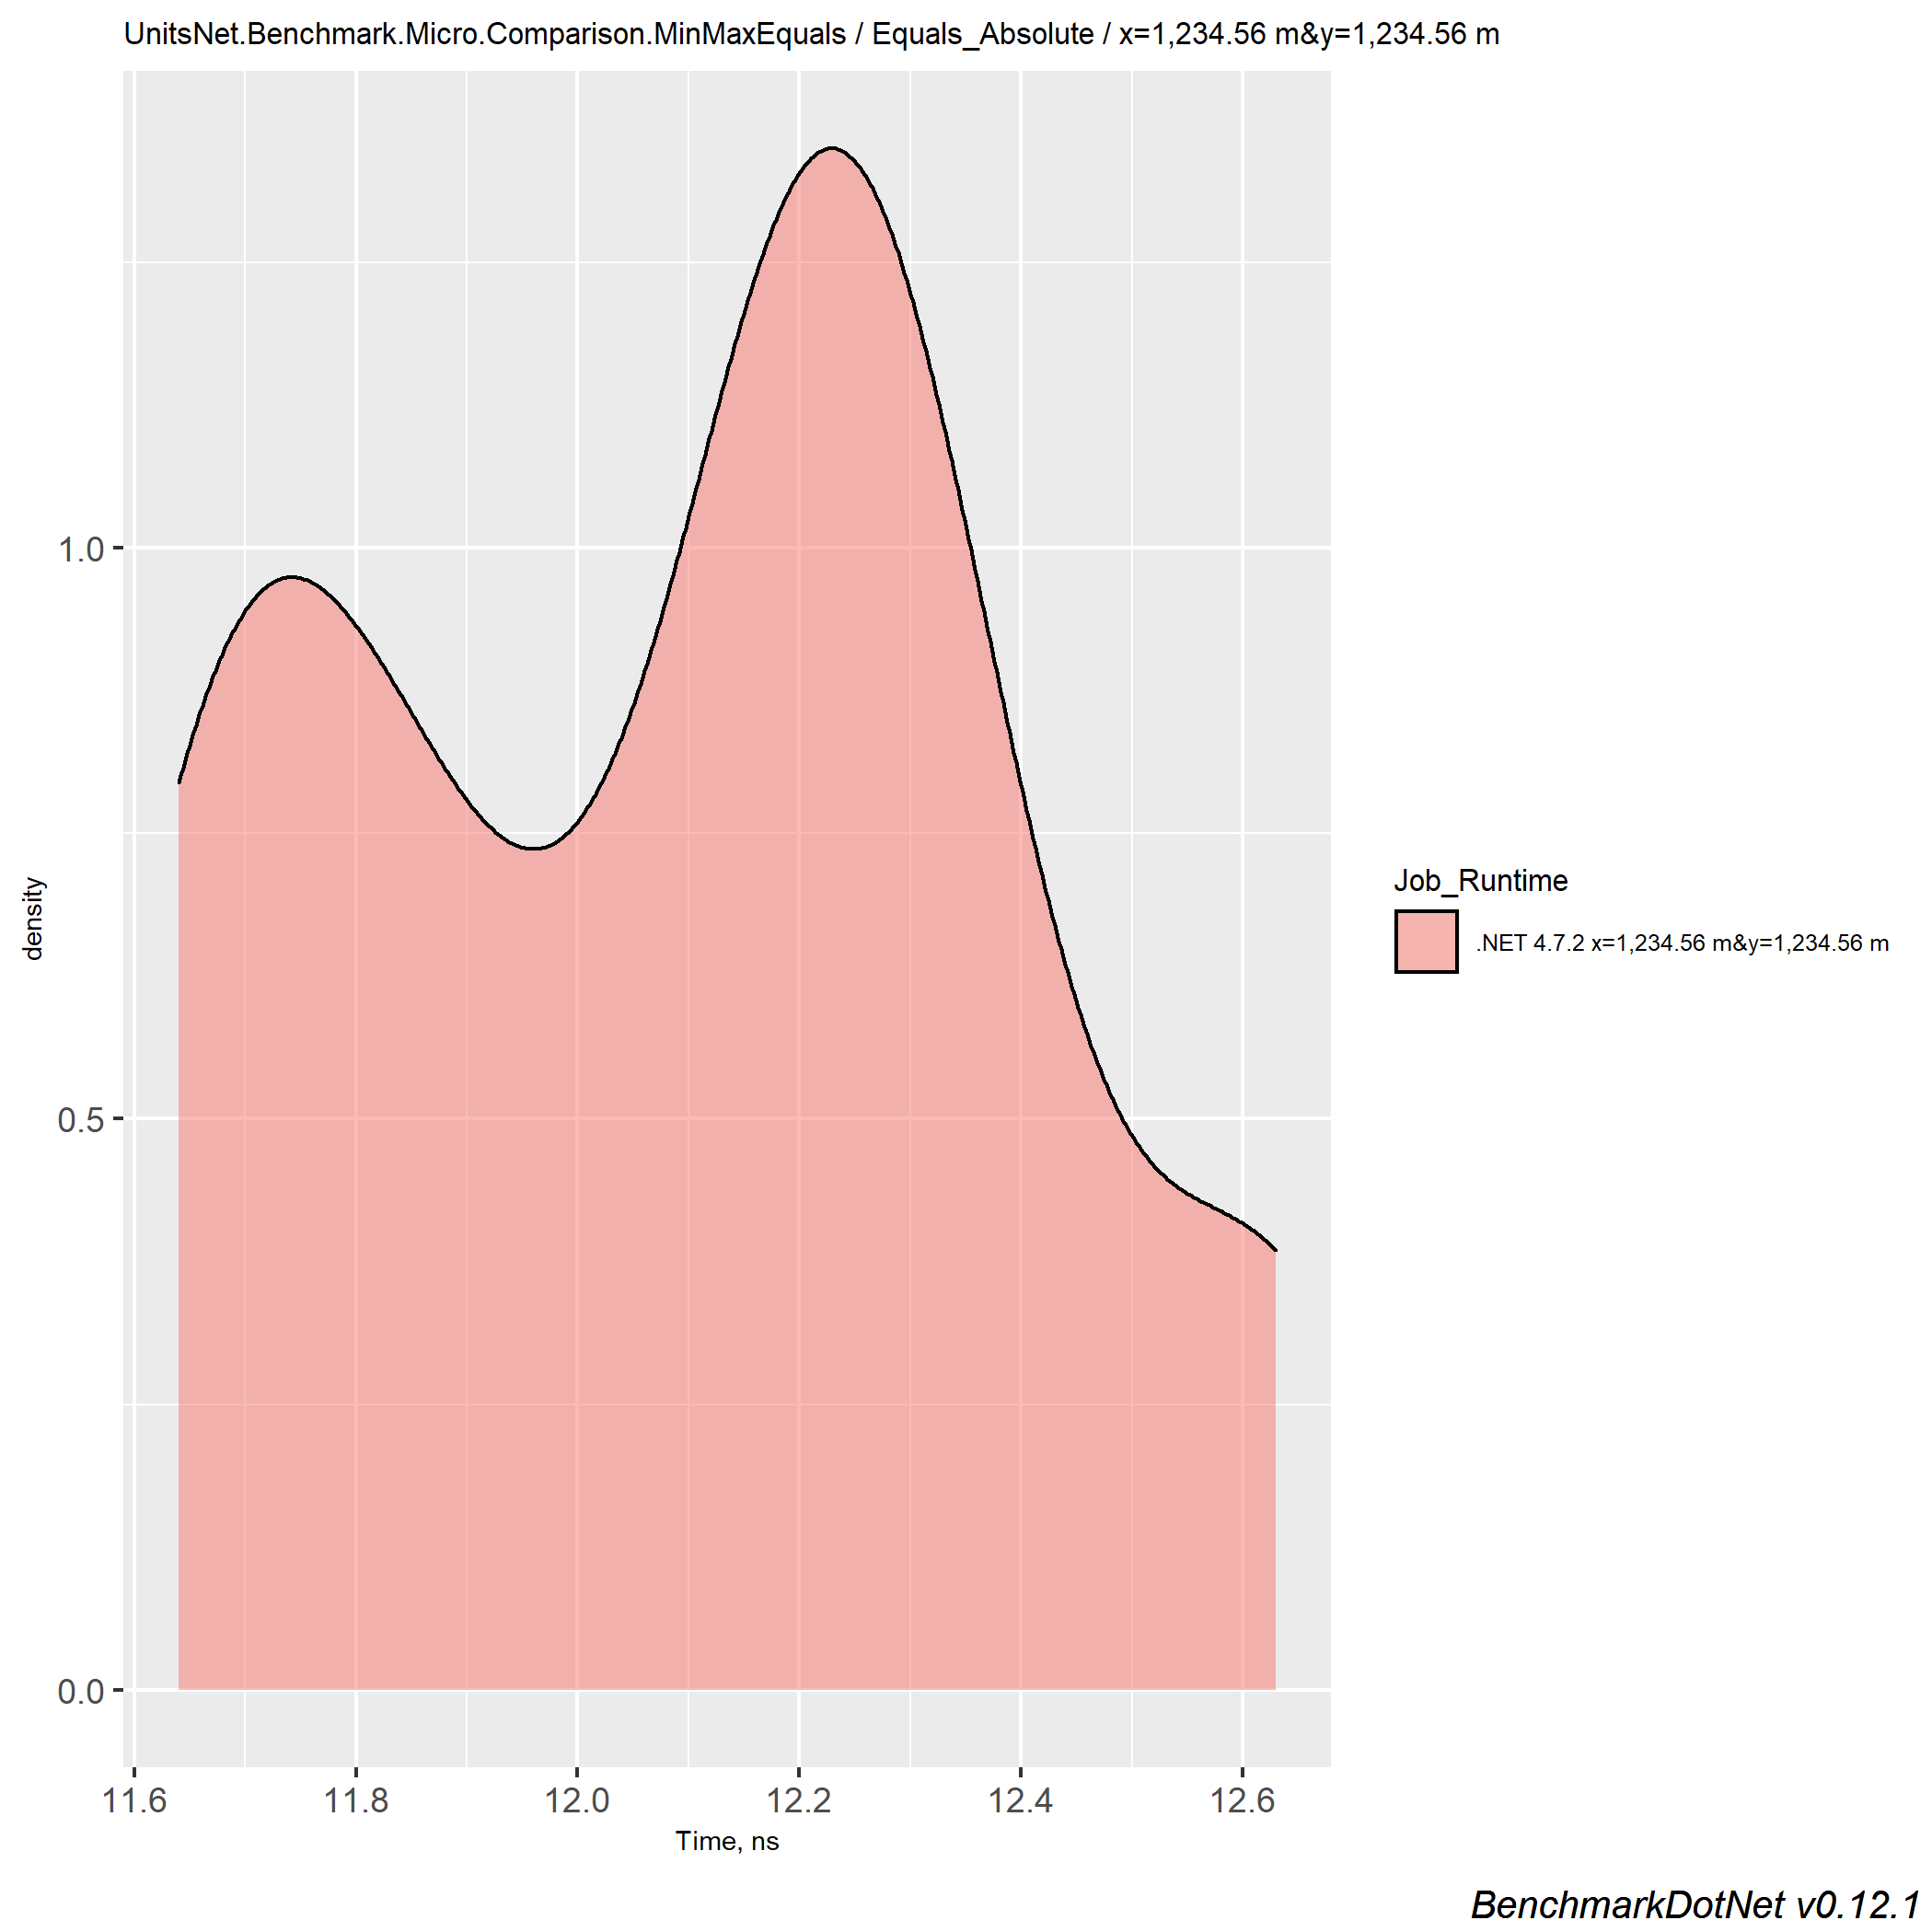 UnitsNet.Benchmark.Micro.Comparison.MinMaxEquals / Equals_Absolute / x=1,234.56 m&y=1,234.56 m
1.0
0.5
0.0
density
11.6 11.8 12.0 12.2 12.4 12.6
Time, ns
Job_Runtime
.NET 4.7.2 x=1,234.56 m&y=1,234.56 m
BenchmarkDotNet v0.12.1